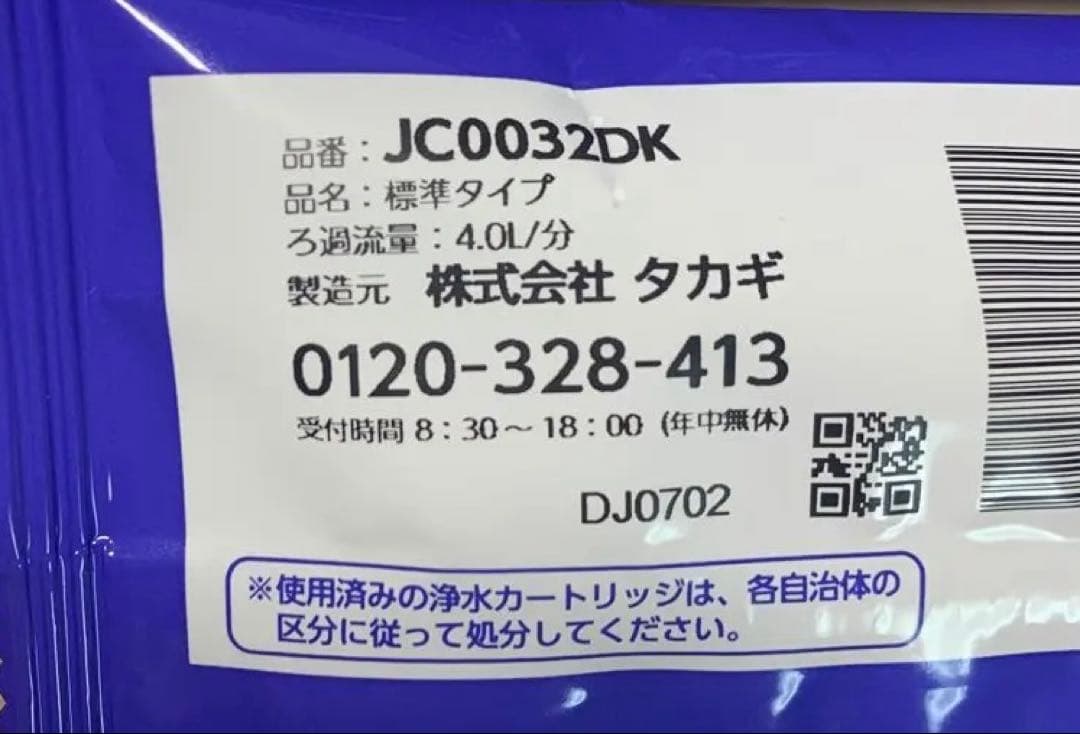 品番：JC0032DK
品名：標準タイプ
ろ過流量：4.0L/分
製造元 株式会社 タカギ
0120-328-413
受付時間 8：30～18：00（年中無休）
DJ0702
※使用済みの浄水カートリッジは、各自治体の
区分に従って処分してください。